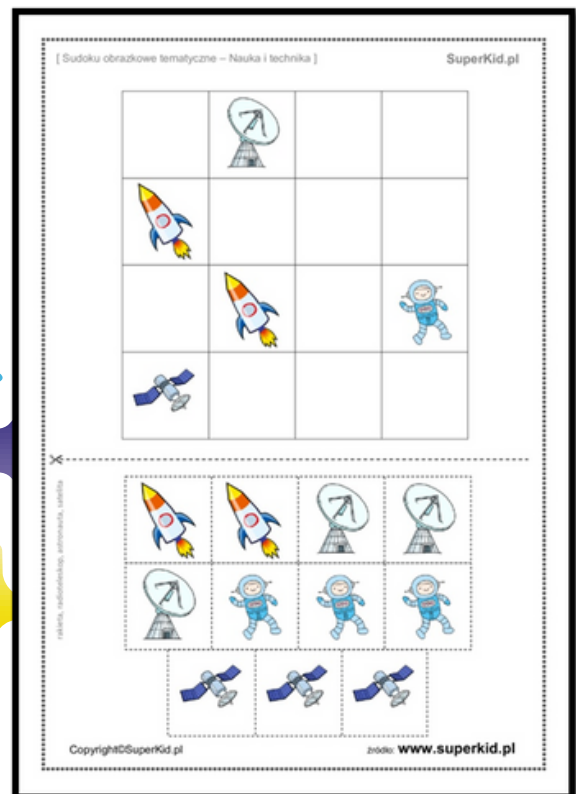 [ Sudoku obrazkowe tematyczne – Nauka i technika ]
SuperKid.pl
rakieta, radioteleskop, astronauta, satelita
Copyright©SuperKid.pl
źródło: www.superkid.pl